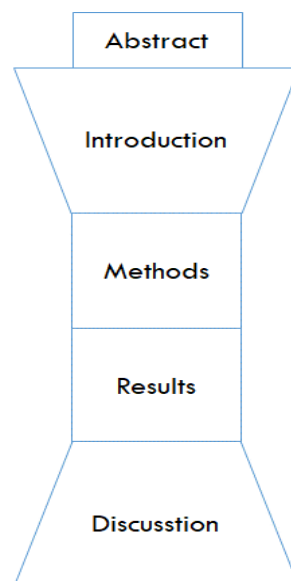 Abstract
Introduction
Methods
Results
Discusstion